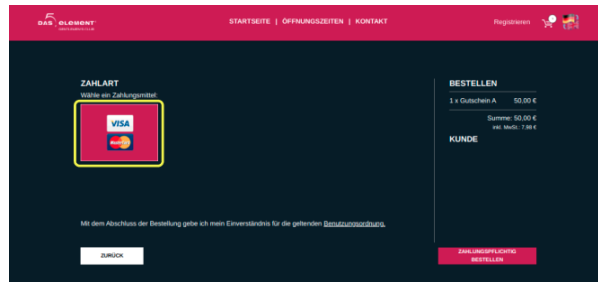 DAS ELEMENT
STARTSEITE | ÖFFNUNGSZEITEN | KONTAKT
Registrieren
ZAHLART
Wähle ein Zahlungsmittel:
VISA
BESTELLEN
1 x Gutschein A 50,00 €
Summe: 50,00 €
inkl. MwSt.: 7,98 €
KUNDE
Mit dem Abschluss der Bestellung gebe ich mein Einverständnis für die geltenden Benutzungsordnung.
ZURÜCK
ZAHLUNGSPFLICHTIG
BESTELLEN